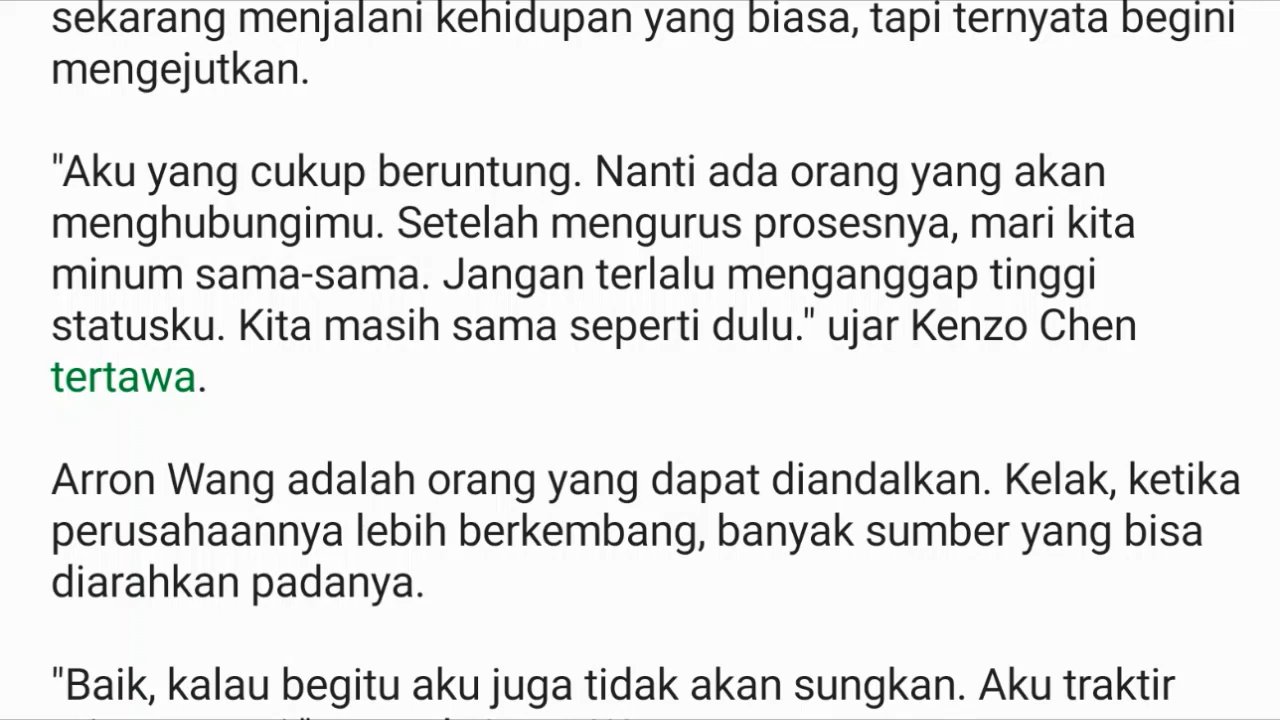 sekarang menjalani kehidupan yang biasa, tapi ternyata begini
mengejutkan.
"Aku yang cukup beruntung. Nanti ada orang yang akan
menghubungimu. Setelah mengurus prosesnya, mari kita
minum sama-sama. Jangan terlalu menganggap tinggi
statusku. Kita masih sama seperti dulu." ujar Kenzo Chen
tertawa.
Arron Wang adalah orang yang dapat diandalkan. Kelak, ketika
perusahaannya lebih berkembang, banyak sumber yang bisa
diarahkan padanya.
"Baik, kalau begitu aku juga tidak akan sungkan. Aku traktir